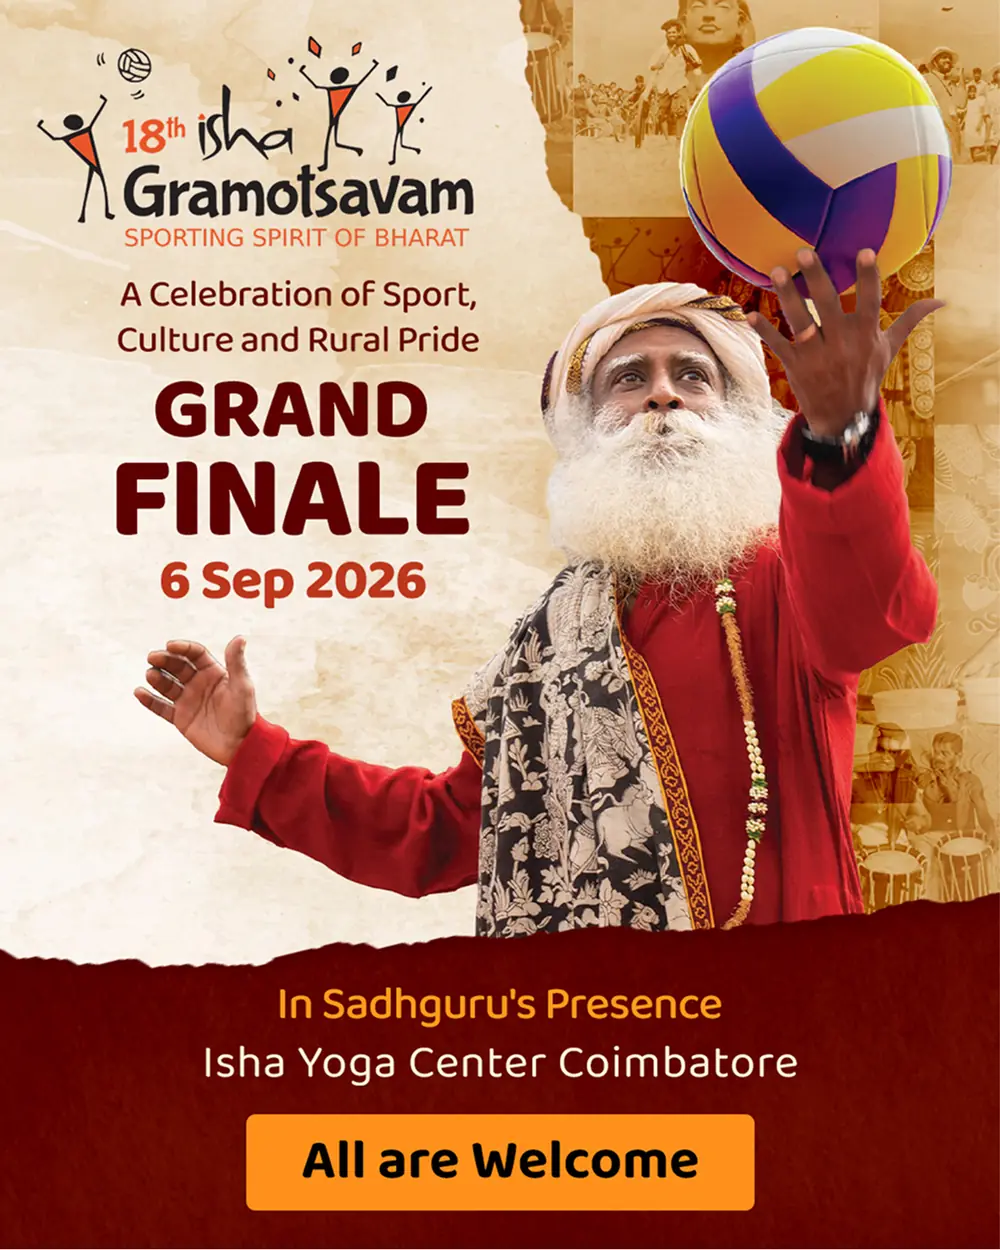 18th isha
Gramotsavam
SPORTING SPIRIT OF BHARAT
A Celebration of Sport,
Culture and Rural Pride
GRAND
FINALE
6 Sep 2026
In Sadhguru's Presence
Isha Yoga Center Coimbatore
All are Welcome